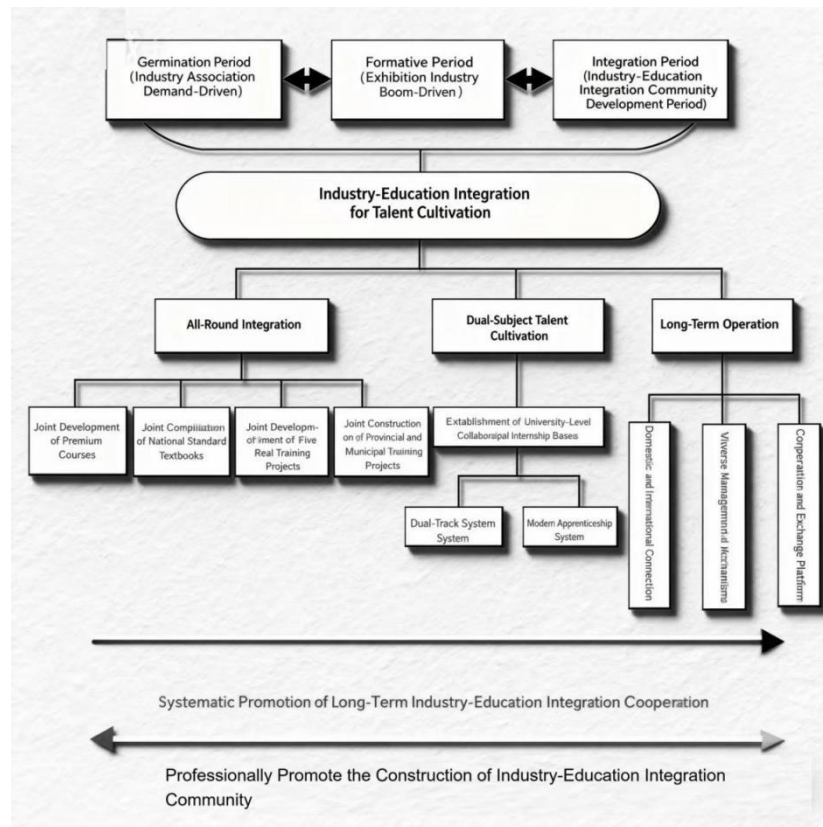 Germination Period
(Industry Association
Demand-Driven)
Formative Period
(Exhibition Industry
Boom-Driven)
Integration Period
(Industry-Education
Integration Community
Development Period)
Industry-Education Integration
for Talent Cultivation
All-Round Integration
Dual-Subject Talent
Cultivation
Long-Term Operation
Joint Development
of Premium
Courses
Joint Compiliation
of National Standard
Textbooks
Joint Develop-
ment of Five
Real Training
Projects
Joint Construction
on of Provincial and
Municipal Training
Projects
Extablishment of University-Level
Internship Bases
Dual-Track System
System
Modern Apprenticeship
System
Domestic and International Connection
Cooperation and Exchange Platform
Systematic Promotion of Long-Term Industry-Education Integration Cooperation
Professionally Promote the Construction of Industry-Education Integration
Community